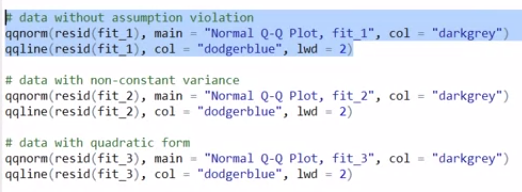 # data without assumption violation
qqnorm(resid(fit_1), main = "Normal Q-Q Plot, fit_1", col = "darkgrey")
qqline(resid(fit_1), col = "dodgerblue", lwd = 2)
# data with non-constant variance
qqnorm(resid(fit_2), main = "Normal Q-Q Plot, fit_2", col = "darkgrey")
qqline(resid(fit_2), col = "dodgerblue", lwd = 2)
# data with quadratic form
qqnorm(resid(fit_3), main = "Normal Q-Q Plot, fit_3", col = "darkgrey")
qqline(resid(fit_3), col = "dodgerblue", lwd = 2)